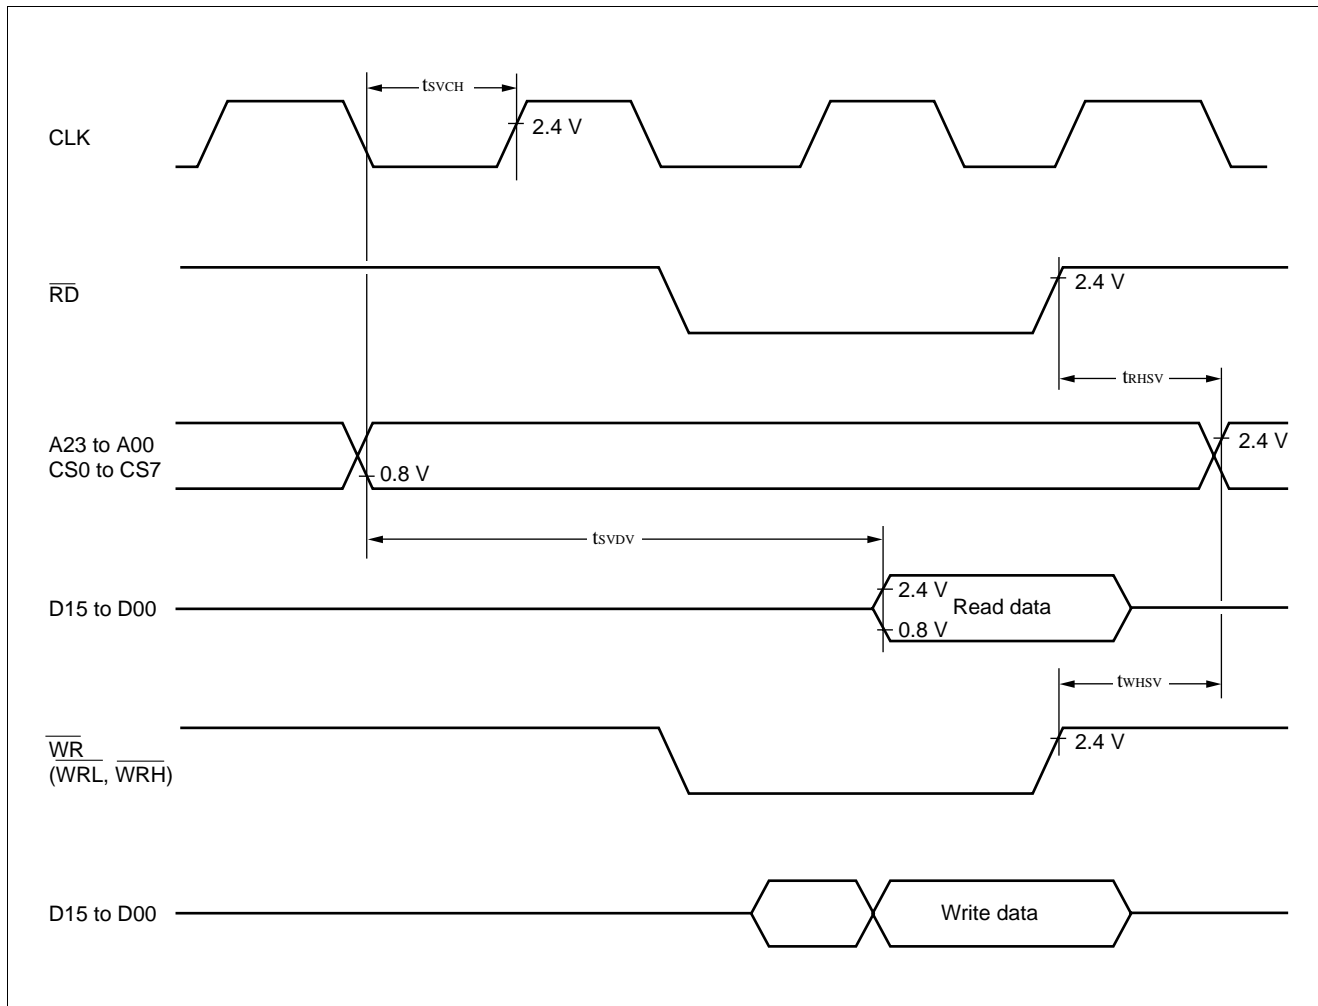 tSVCH
CLK
2.4 V
RD
2.4 V
tRHSV
A23 to A00
CS0 to CS7
2.4 V
0.8 V
tSVDV
D15 to D00
2.4 V
Read data
0.8 V
tWHSV
WR
(WRL, WRH)
2.4 V
D15 to D00
Write data